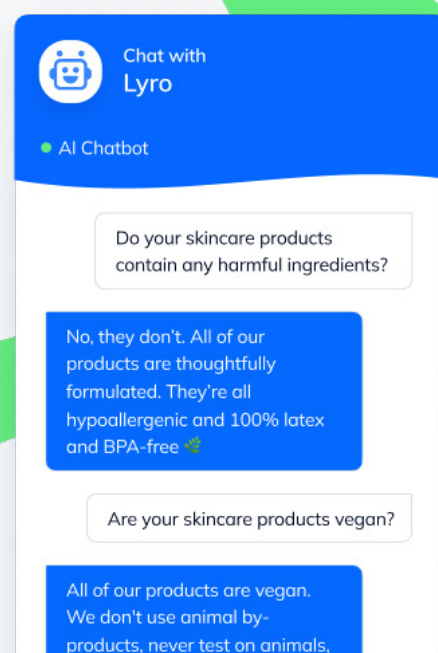 Chat with
Lyro
AI Chatbot
Do your skincare products
contain any harmful ingredients?
No, they don't. All of our
products are thoughtfully
formulated. They're all
hypoallergenic and 100% latex
and BPA-free 🌿
Are your skincare products vegan?
All of our products are vegan.
We don't use animal by-
products, never test on animals,